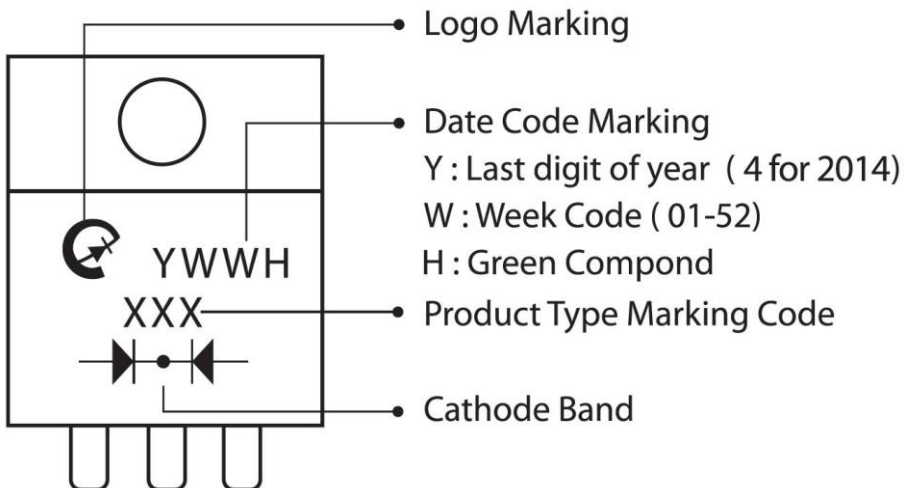 Logo Marking
Date Code Marking
Y : Last digit of year ( 4 for 2014)
W : Week Code ( 01-52)
H : Green Compond
YWWH
XXX
Product Type Marking Code
Cathode Band